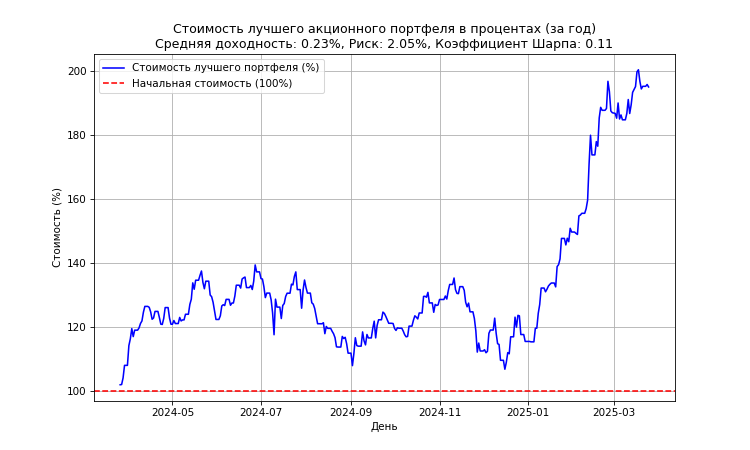 Стоимость лучшего акционного портфеля в процентах (за год)
Средняя доходность: 0.23%, Риск: 2.05%, Коэффициент Шарпа: 0.11
Стоимость лучшего портфеля (%)
Начальная стоимость (100%)
Стоимость (%)
200
180
160
140
120
100
2024-05
2024-07
2024-09
2024-11
2025-01
2025-03
День